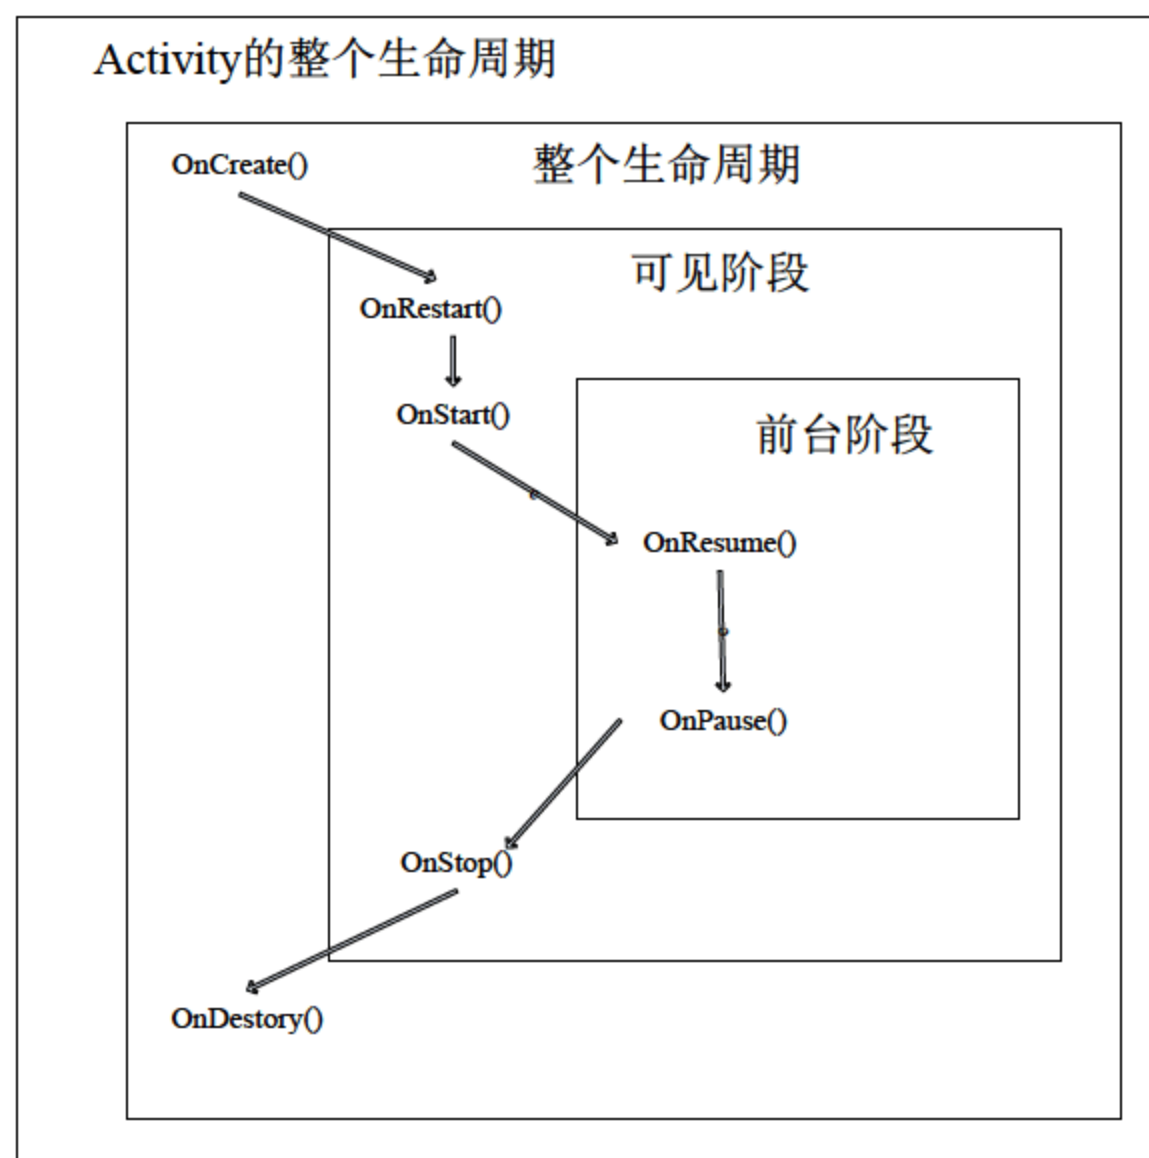 Activity的整个生命周期
OnCreate()
整个生命周期
可见阶段
OnRestart()
OnStart()
前台阶段
OnResume()
OnPause()
OnStop()
OnDestory()